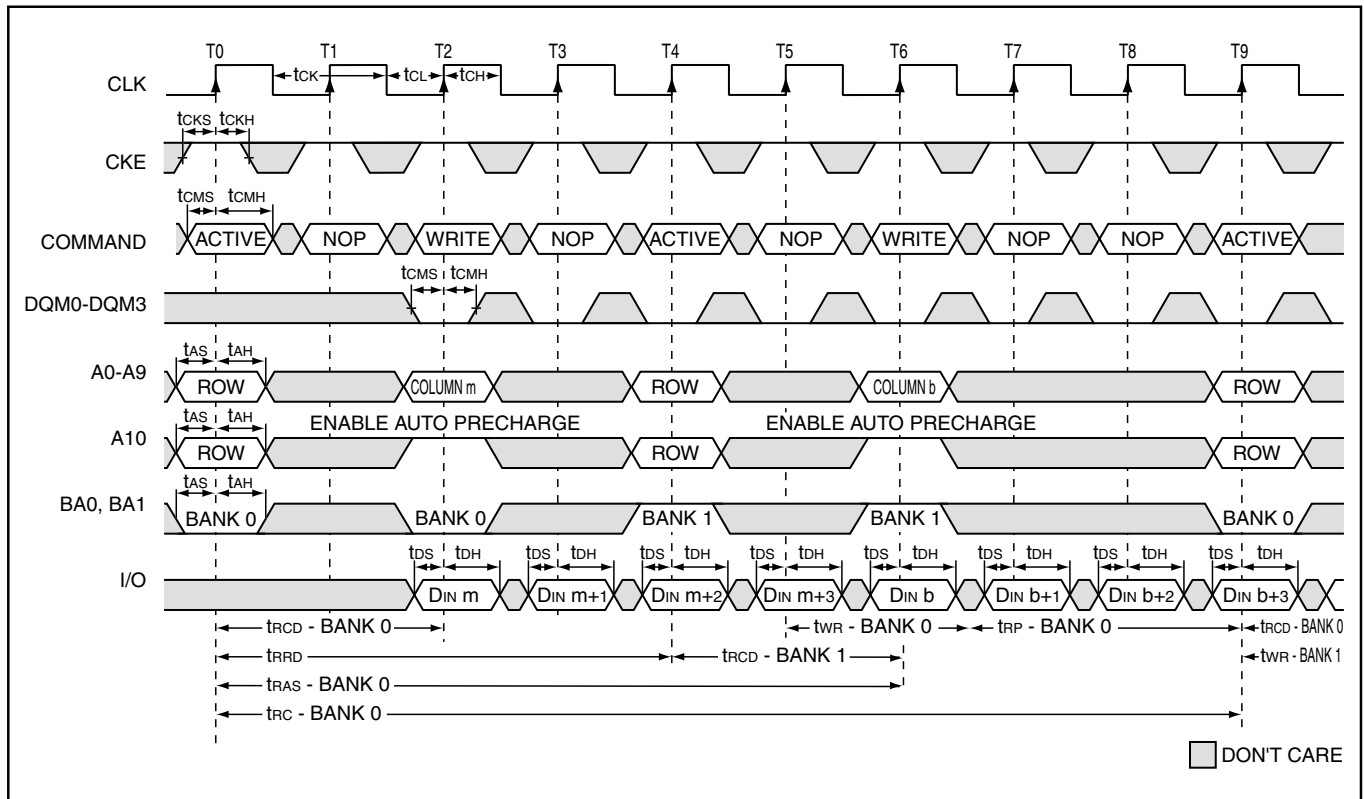 T0 T1 T2 T3 T4 T5 T6 T7 T8 T9
CLK tCK tCL tCH
tCKS tCKH
CKE
tCMS tCMH
COMMAND ACTIVE NOP WRITE NOP ACTIVE NOP WRITE NOP NOP ACTIVE
tCMS tCMH
DQM0-DQM3
tAS tAH
A0-A9 ROW COLUMN m ROW COLUMN b ROW
tAS tAH ENABLE AUTO PRECHARGE ENABLE AUTO PRECHARGE
A10 ROW ROW ROW
tAS tAH
BA0, BA1 BANK 0 BANK 0 BANK 1 BANK 1 BANK 0
tDS tDH tDS tDH tDS tDH tDS tDH tDS tDH tDS tDH tDS tDH tDS tDH
I/O DIN m DIN m+1 DIN m+2 DIN m+3 DIN b DIN b+1 DIN b+2 DIN b+3
tRCD - BANK 0 tWR - BANK 0 tRP - BANK 0 tRCD - BANK 0
tRRD tRCD - BANK 1 tWR - BANK 1
tRAS - BANK 0
tRC - BANK 0
DON'T CARE